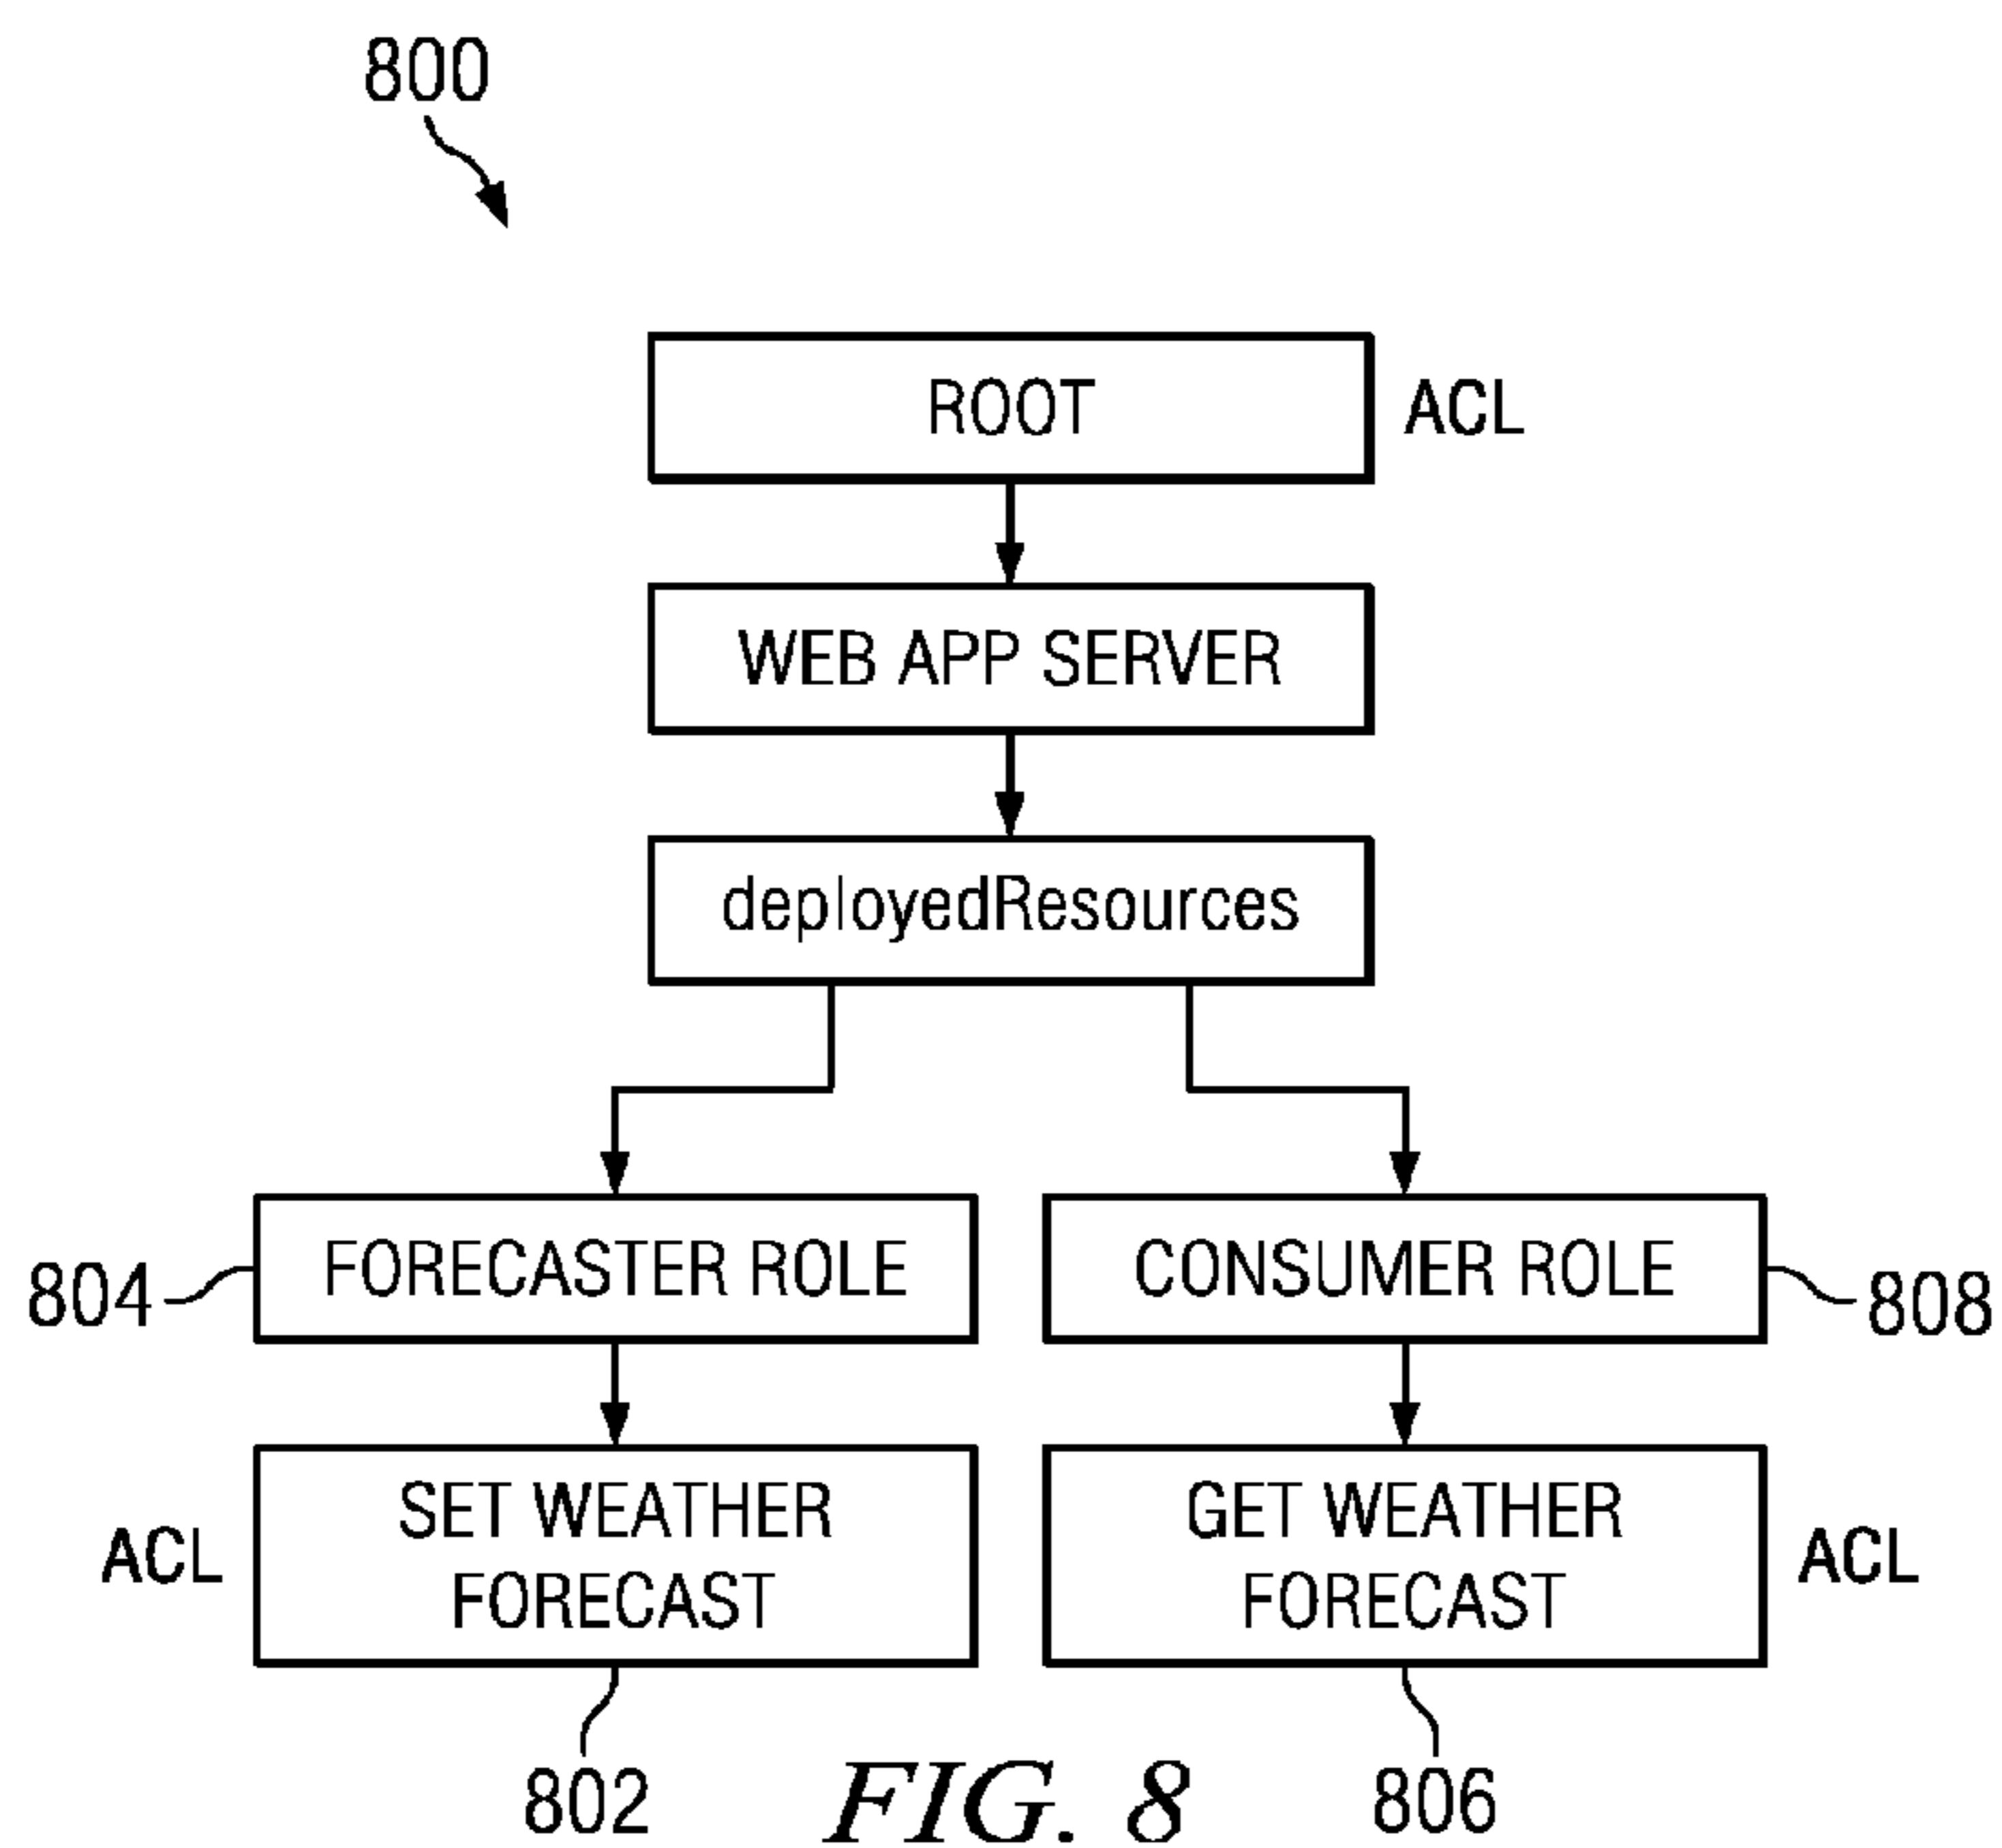 800
ROOT
ACL
WEB APP SERVER
deployedResources
804
FORECASTER ROLE
CONSUMER ROLE
808
ACL
SET WEATHER
FORECAST
GET WEATHER
FORECAST
ACL
802
FIG. 8
806